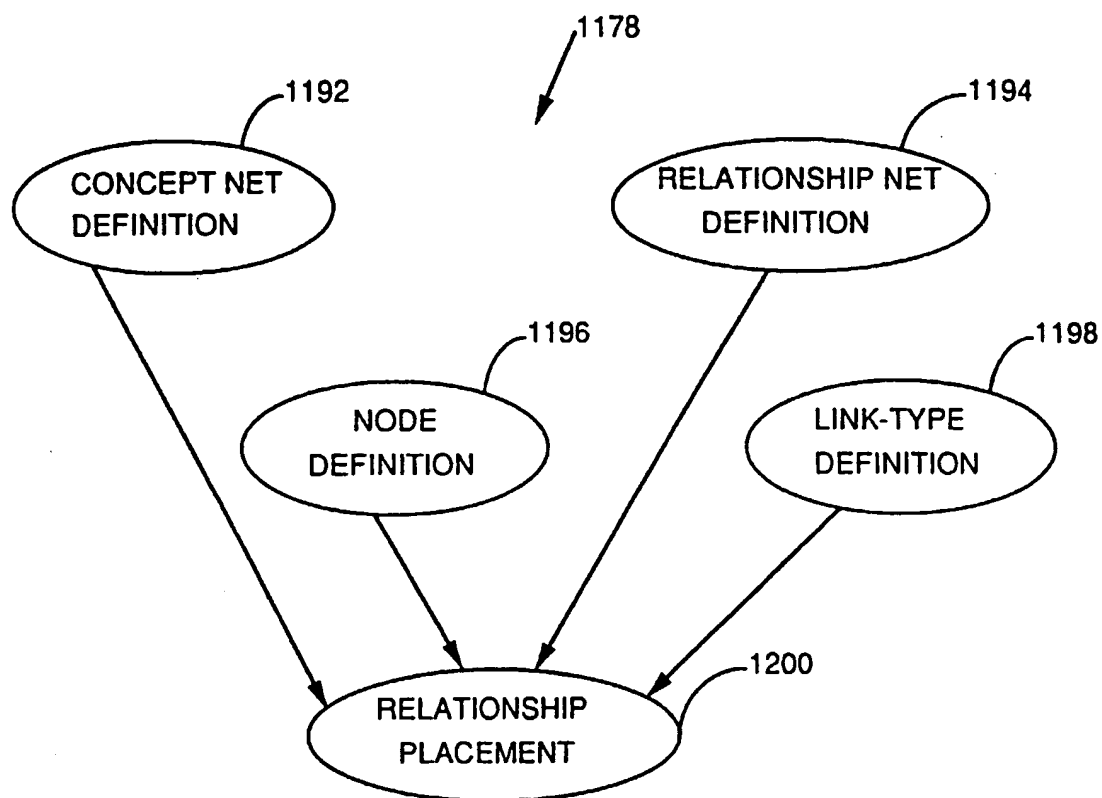 1178
1192
CONCEPT NET
DEFINITION
1194
RELATIONSHIP NET
DEFINITION
1196
NODE
DEFINITION
1198
LINK-TYPE
DEFINITION
1200
RELATIONSHIP
PLACEMENT